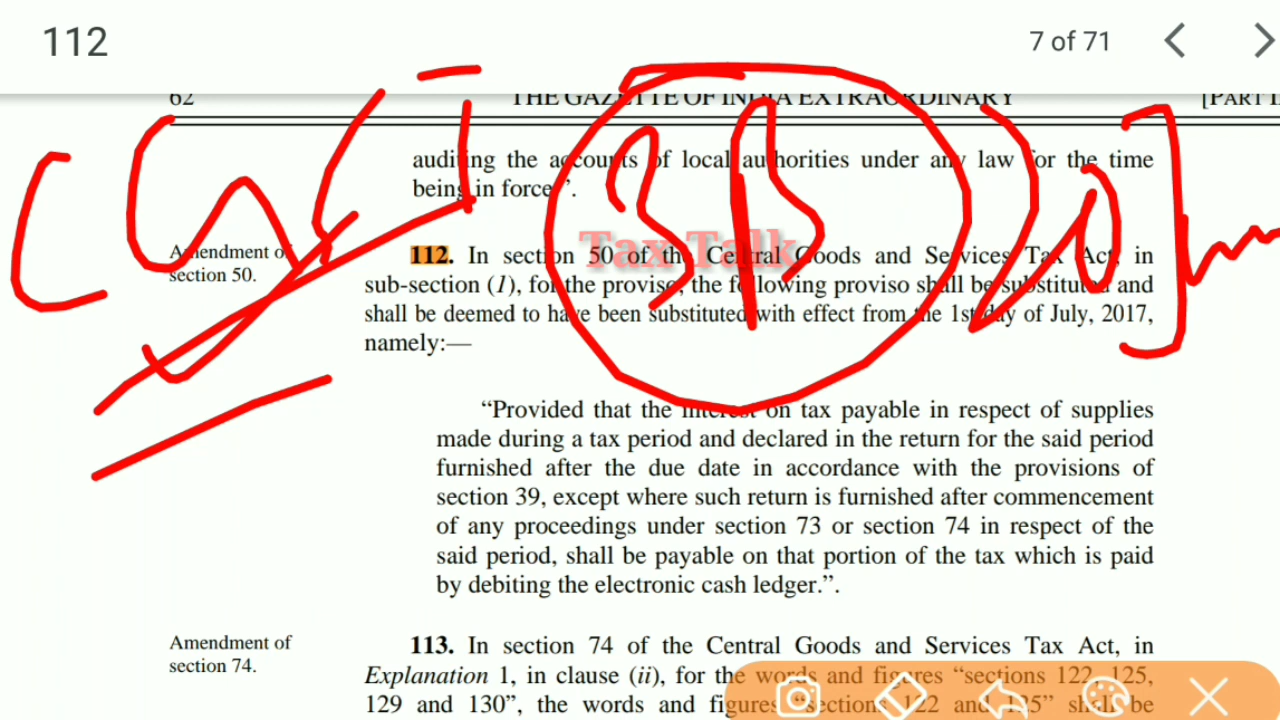 112
7 of 71
62
THE GAZETTE OF INDIA EXTRAORDINARY
[PART I
auditing the accounts of local authorities under any law for the time
being in force.”.
Amendment of
section 50.
112. In section 50 of the Central Goods and Services Tax Act, in
sub-section (1), for the proviso, the following proviso shall be substituted and
shall be deemed to have been substituted with effect from the 1st day of July, 2017,
namely:—
Tax Talk
“Provided that the interest on tax payable in respect of supplies
made during a tax period and declared in the return for the said period
furnished after the due date in accordance with the provisions of
section 39, except where such return is furnished after commencement
of any proceedings under section 73 or section 74 in respect of the
said period, shall be payable on that portion of the tax which is paid
by debiting the electronic cash ledger.”.
Amendment of
section 74.
113. In section 74 of the Central Goods and Services Tax Act, in
Explanation 1, in clause (ii), for the words and figures “sections 122, 125,
129 and 130”, the words and figures “sections 122 and 125” shall be
3B